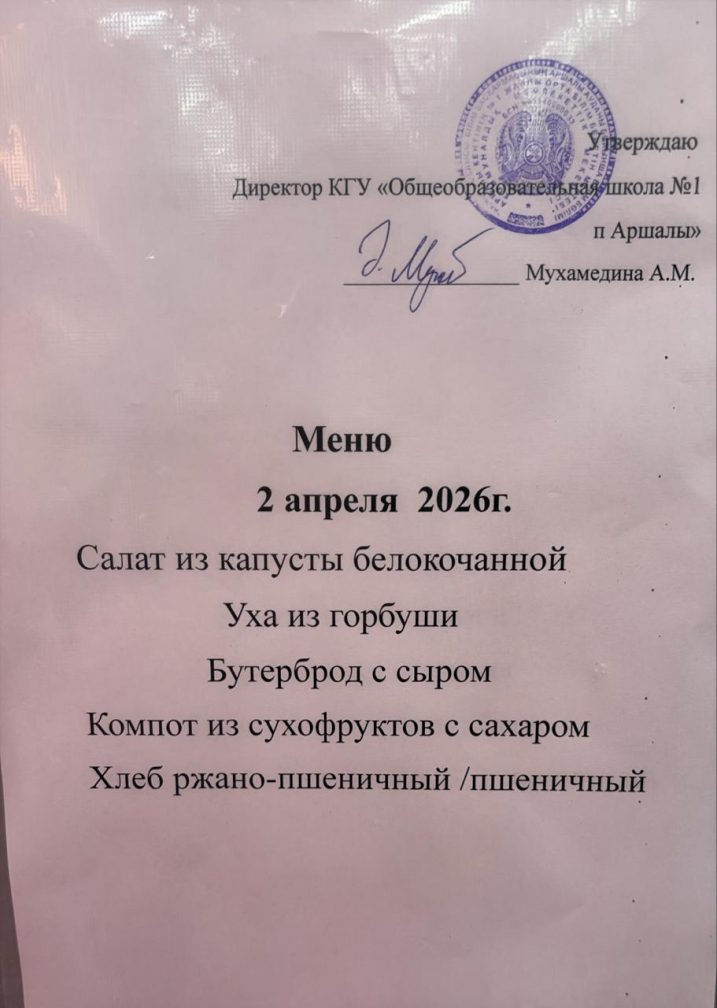 Утверждаю
Директор КГУ «Общеобразовательная школа №1
п Аршалы»
Мухамедина А.М.
Меню
2 апреля 2026г.
Салат из капусты белокочанной
Уха из горбуши
Бутерброд с сыром
Компот из сухофруктов с сахаром
Хлеб ржано-пшеничный /пшеничный